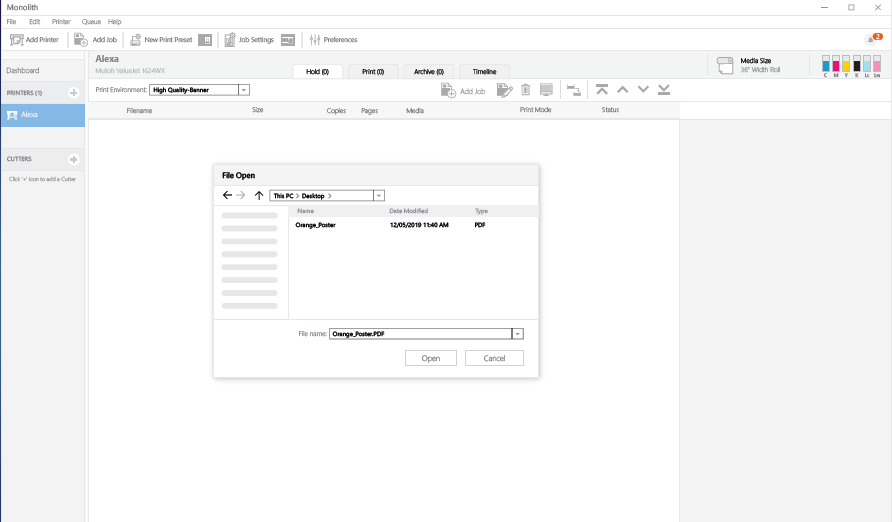 Monolith
File Edit Printer Queue Help
Add Printer Add Job New Print Preset Job Settings Preferences 2
Dashboard
PRINTERS (1)
Alexa
CUTTERS
Click '+' Icon to add a Cutter
Alexa
Mutoh ValueJet 1624WX
Hold (0) Print (0) Archive (0) Timeline
Media Size
36" Width Roll
C M Y K Lc Lm
Print Environment: High Quality-Banner
Add Job
Filename Size Copies Pages Media Print Mode Status
File Open
This PC > Desktop >
Name Date Modified Type
Orange_Poster 12/05/2019 11:40 AM PDF
File name: Orange_Poster.PDF
Open Cancel